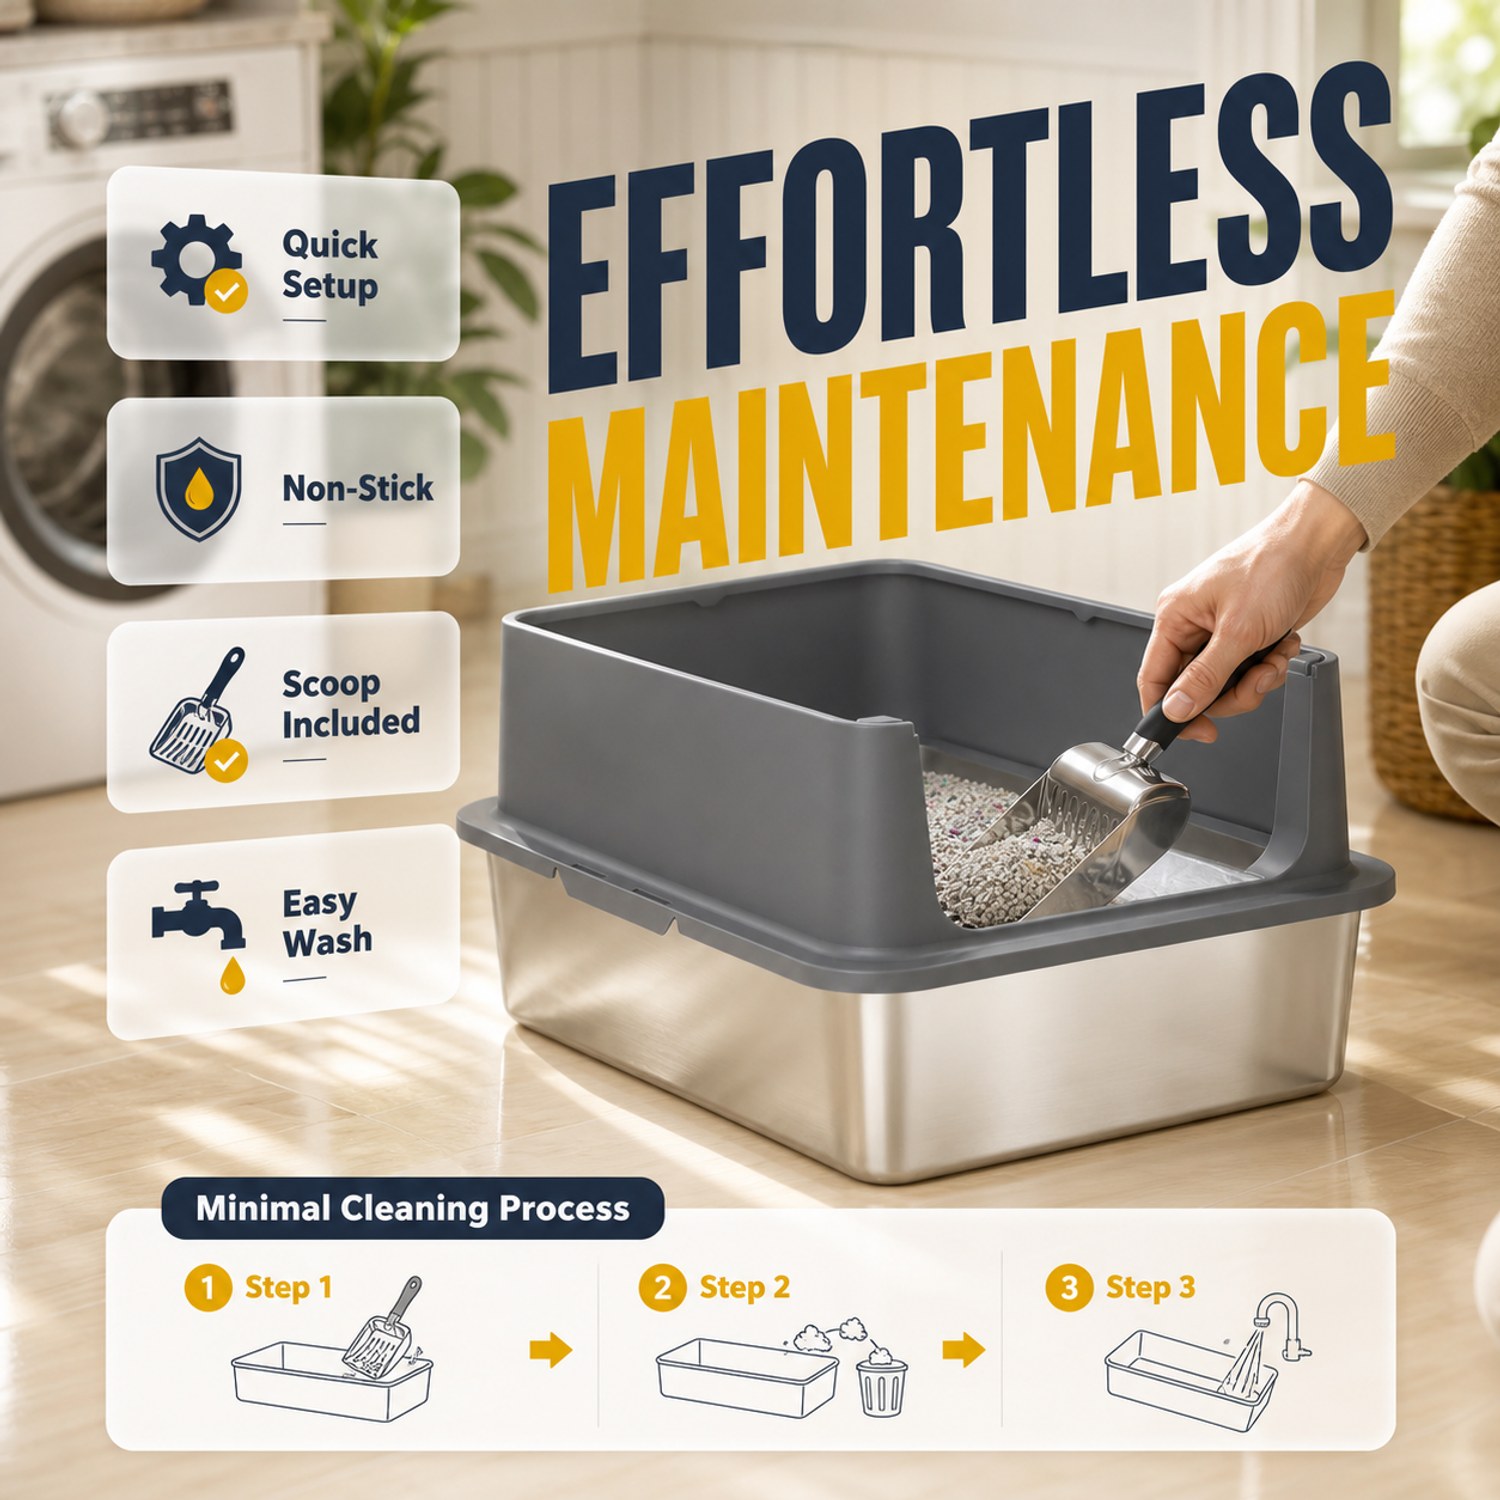 EFFORTLESS
MAINTENANCE
Quick
Setup
Non-Stick
Scoop
Included
Easy
Wash
Minimal Cleaning Process
1 Step 1
2 Step 2
3 Step 3